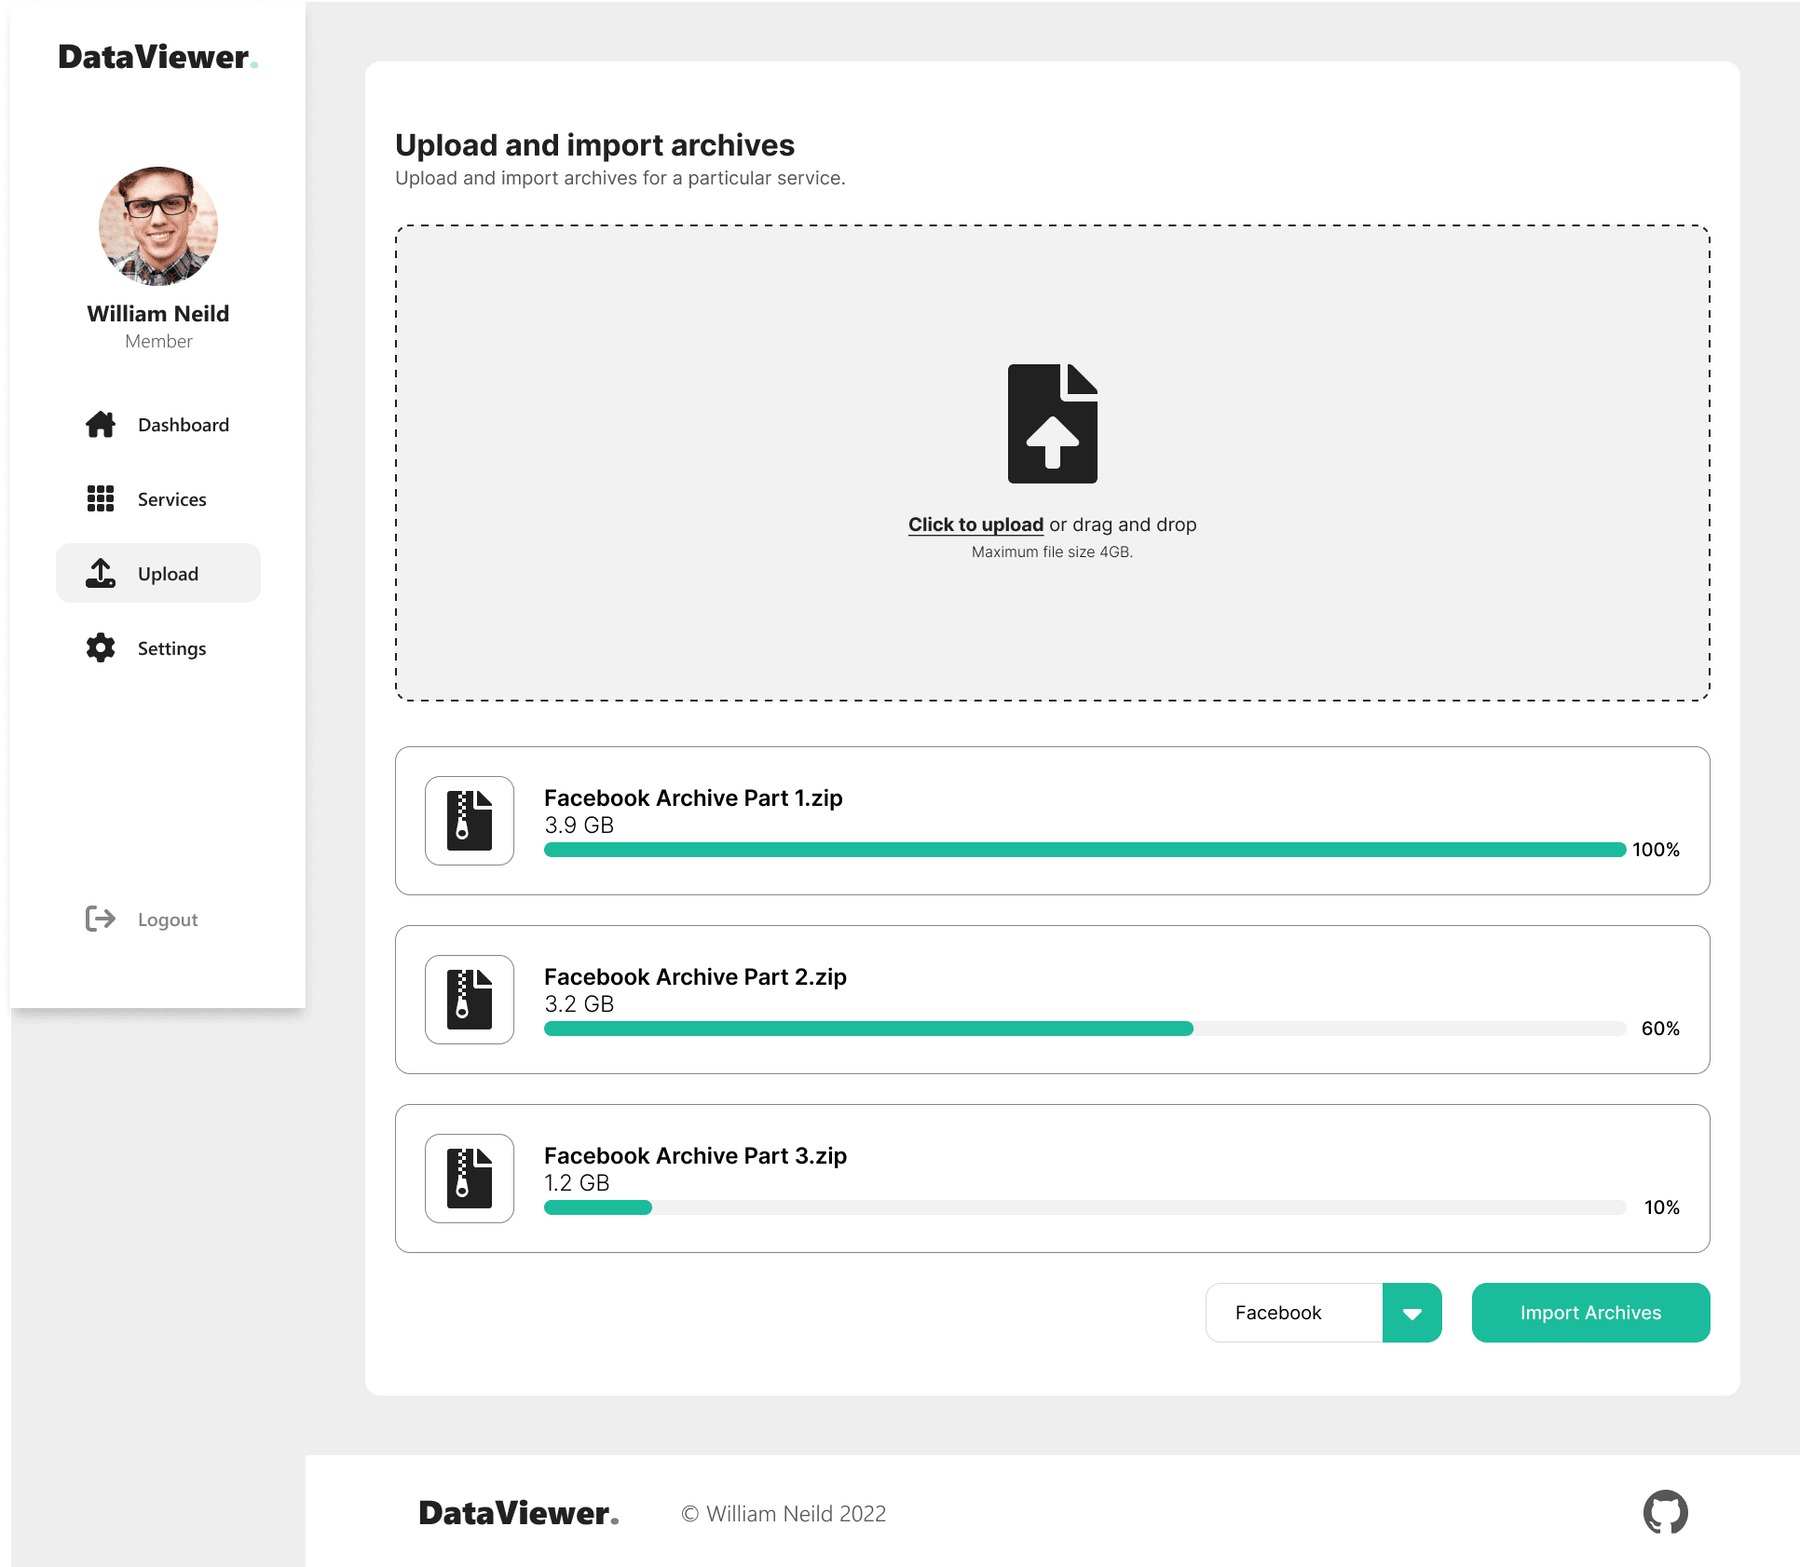 DataViewer.
William Neild
Member
Dashboard
Services
Upload
Settings
Logout
Upload and import archives
Upload and import archives for a particular service.
Click to upload or drag and drop
Maximum file size 4GB.
Facebook Archive Part 1.zip
3.9 GB
100%
Facebook Archive Part 2.zip
3.2 GB
60%
Facebook Archive Part 3.zip
1.2 GB
10%
Facebook
Import Archives
DataViewer.
© William Neild 2022